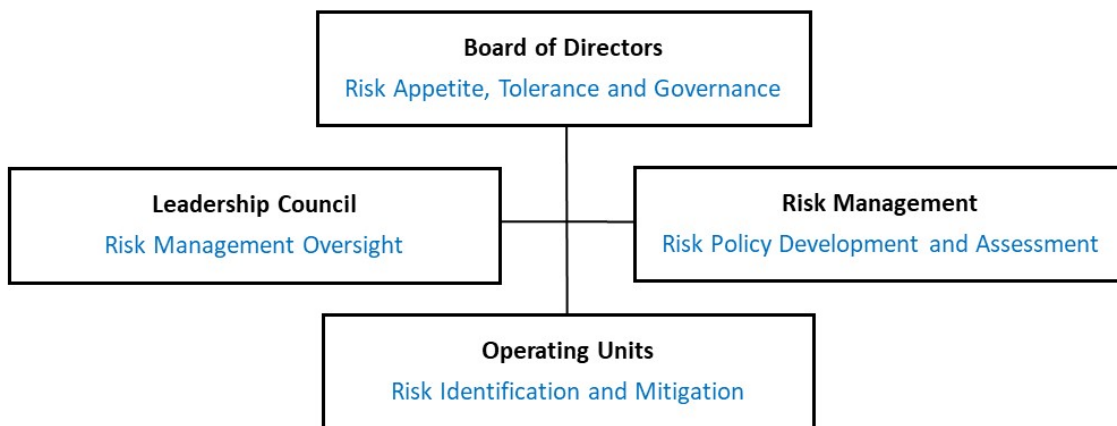 Board of Directors
Risk Appetite, Tolerance and Governance
Leadership Council
Risk Management Oversight
Risk Management
Risk Policy Development and Assessment
Operating Units
Risk Identification and Mitigation